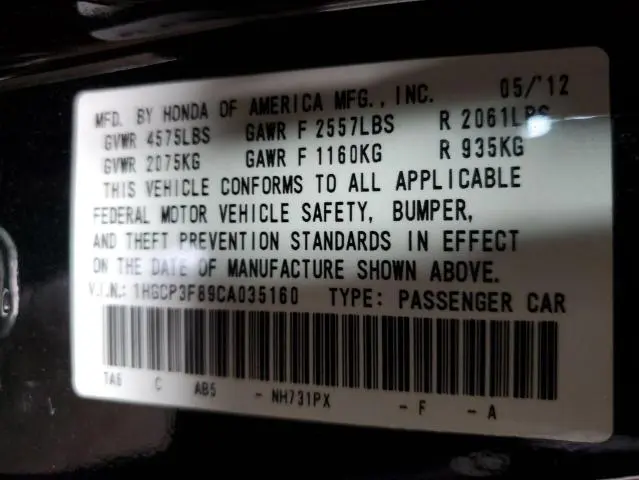 MFD. BY HONDA OF AMERICA MFG., INC. 05/'12
GVWR 4575LBS GAWR F 2557LBS R 2061LBS
GVWR 2075KG GAWR F 1160KG R 935KG
THIS VEHICLE CONFORMS TO ALL APPLICABLE
FEDERAL MOTOR VEHICLE SAFETY, BUMPER,
AND THEFT PREVENTION STANDARDS IN EFFECT
ON THE DATE OF MANUFACTURE SHOWN ABOVE.
V.I.N.: 1HGCP3F89CA035160 TYPE: PASSENGER CAR
TA6 C AB5 - NH731PX - F - A